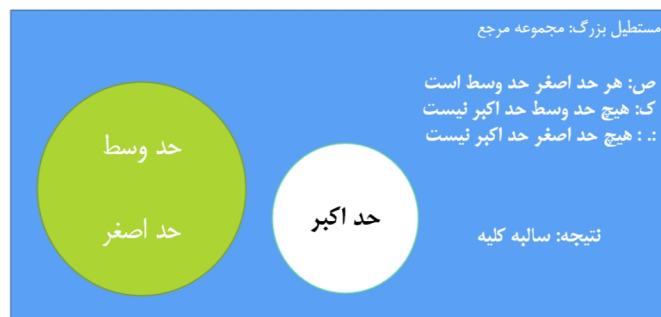 مستطیل بزرگ: مجموعه مرجع
ص: هر حد اصغر حد وسط است
ک: هیچ حد وسط حد اکبر نیست
.: : هیچ حد اصغر حد اکبر نیست
حد وسط
حد اکبر
حد اصغر
نتیجه: سالبه کلیه